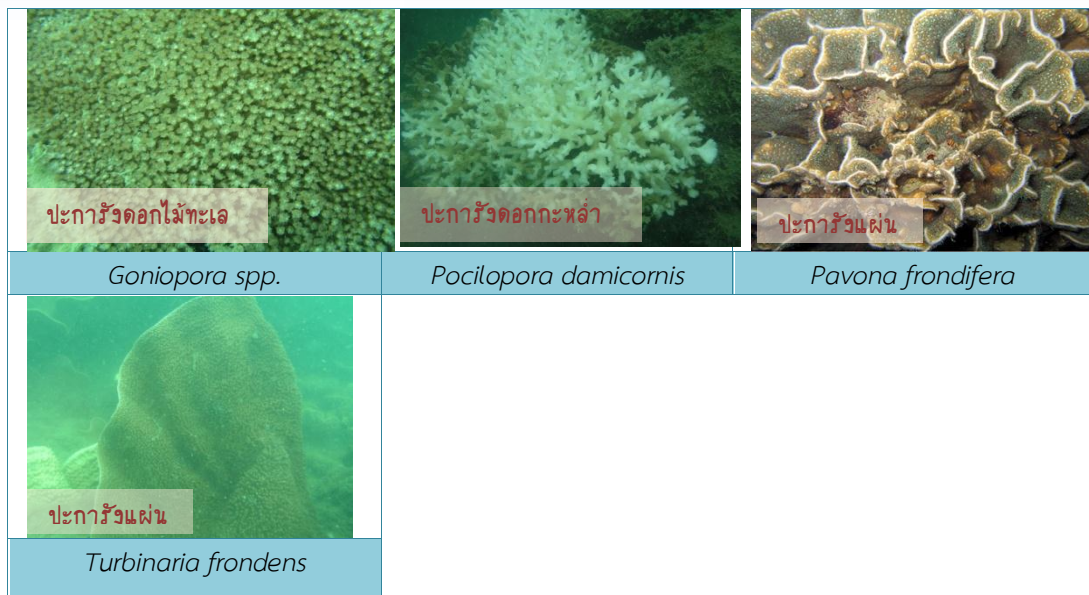 ปะการังดอกไม้ทะเล
ปะการังดอกกะหล่ำ
ปะการังแผ่น
Goniopora spp.
Pocilopora damicornis
Pavona frondifera
ปะการังแผ่น
Turbinaria frondens